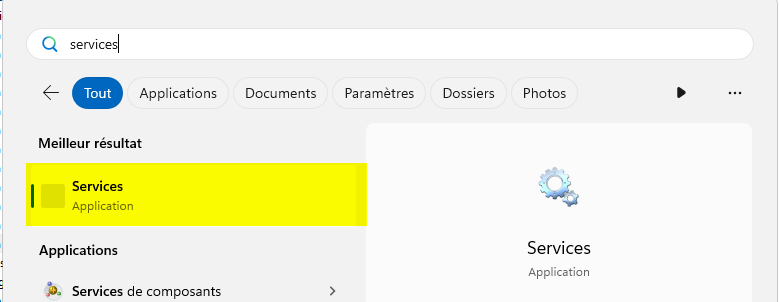 services
Tout Applications Documents Paramètres Dossiers Photos
Meilleur résultat
Services
Application
Services
Application
Applications
Services de composants